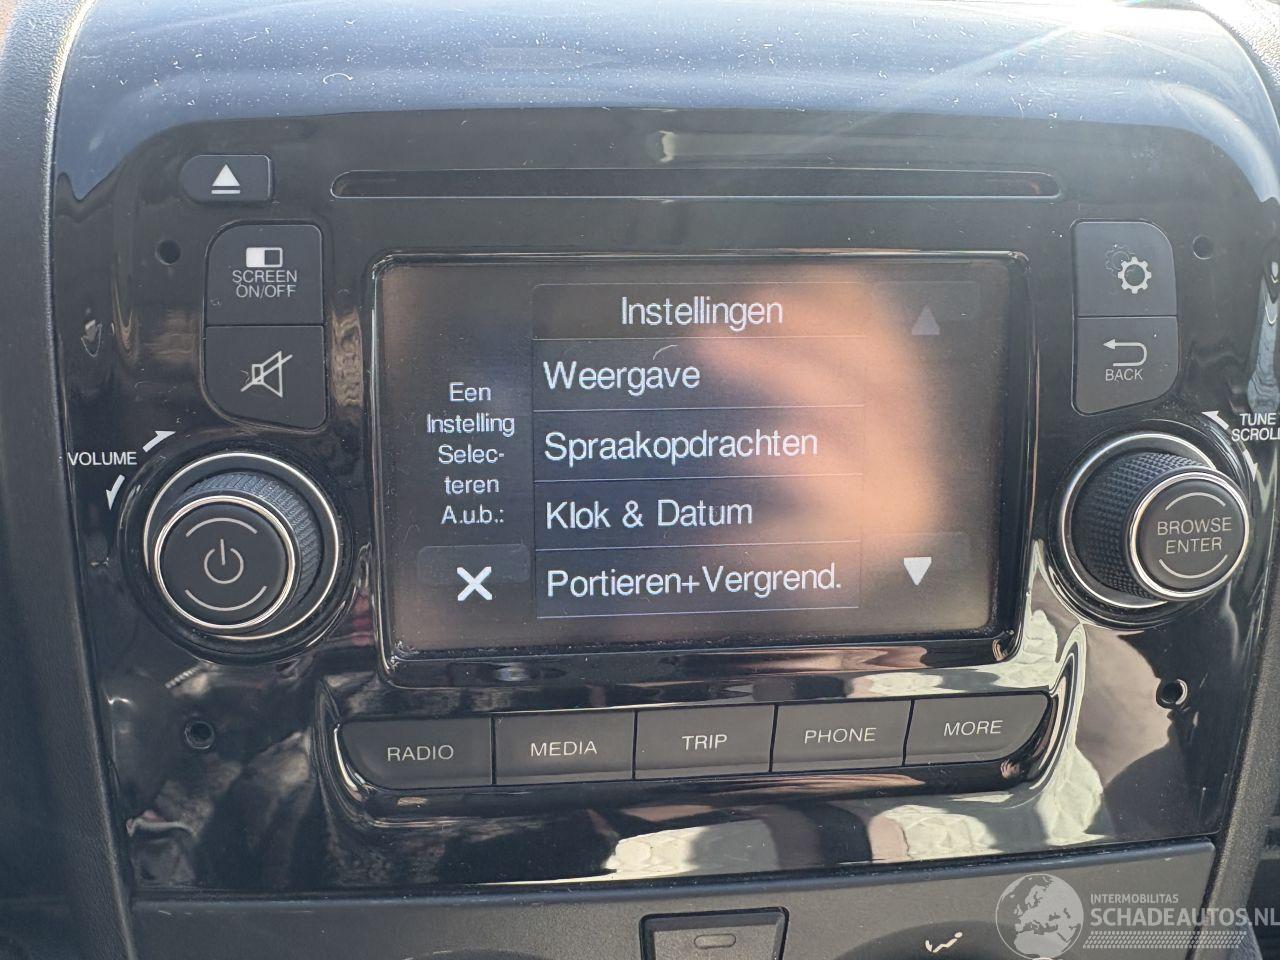 SCREEN
ON/OFF
VOLUME
Instellingen
Een
Instelling
Selec-
teren
A.u.b.:
Weergave
Spraakopdrachten
Klok & Datum
Portieren+Vergrend.
BACK
TUNE
SCROLL
BROWSE
ENTER
RADIO
MEDIA
TRIP
PHONE
MORE
INTERMOBILITAS
SCHADEAUTOS.NL